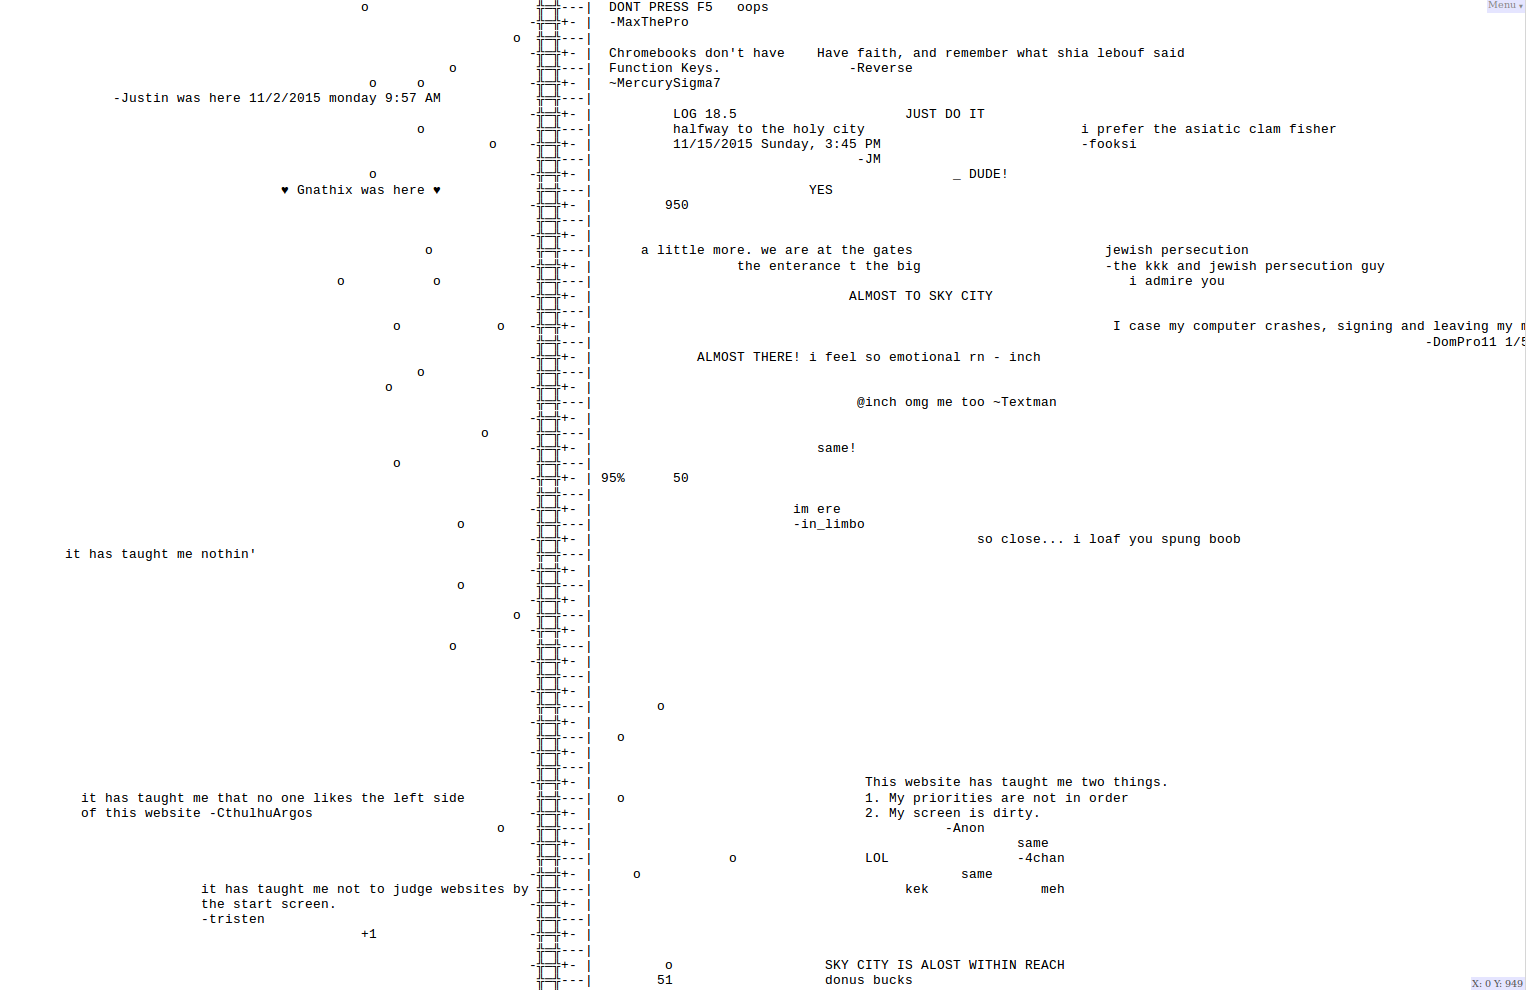 o DONT PRESS F5 oops Menu ▾
-MaxThePro
o
Chromebooks don't have Have faith, and remember what shia lebouf said
o Function Keys. -Reverse
o o ~MercurySigma7
-Justin was here 11/2/2015 monday 9:57 AM
LOG 18.5 JUST DO IT
o halfway to the holy city i prefer the asiatic clam fisher
o 11/15/2015 Sunday, 3:45 PM -fooksi
-JM
o _ DUDE!
♥ Gnathix was here ♥ YES
950
o a little more. we are at the gates jewish persecution
the enterance t the big -the kkk and jewish persecution guy
o o i admire you
ALMOST TO SKY CITY
o o I case my computer crashes, signing and leaving my
-DomPro11 1/5
ALMOST THERE! i feel so emotional rn - inch
o
o
@inch omg me too ~Textman
o
same!
o
95% 50
im ere
o -in_limbo
so close... i loaf you spung boob
it has taught me nothin'
o
o
o
o
o
This website has taught me two things.
it has taught me that no one likes the left side o 1. My priorities are not in order
of this website -CthulhuArgos 2. My screen is dirty.
o -Anon
same
o LOL -4chan
o same
it has taught me not to judge websites by kek meh
the start screen.
-tristen
+1
o SKY CITY IS ALOST WITHIN REACH
51 donus bucks
X: 0 Y: 949